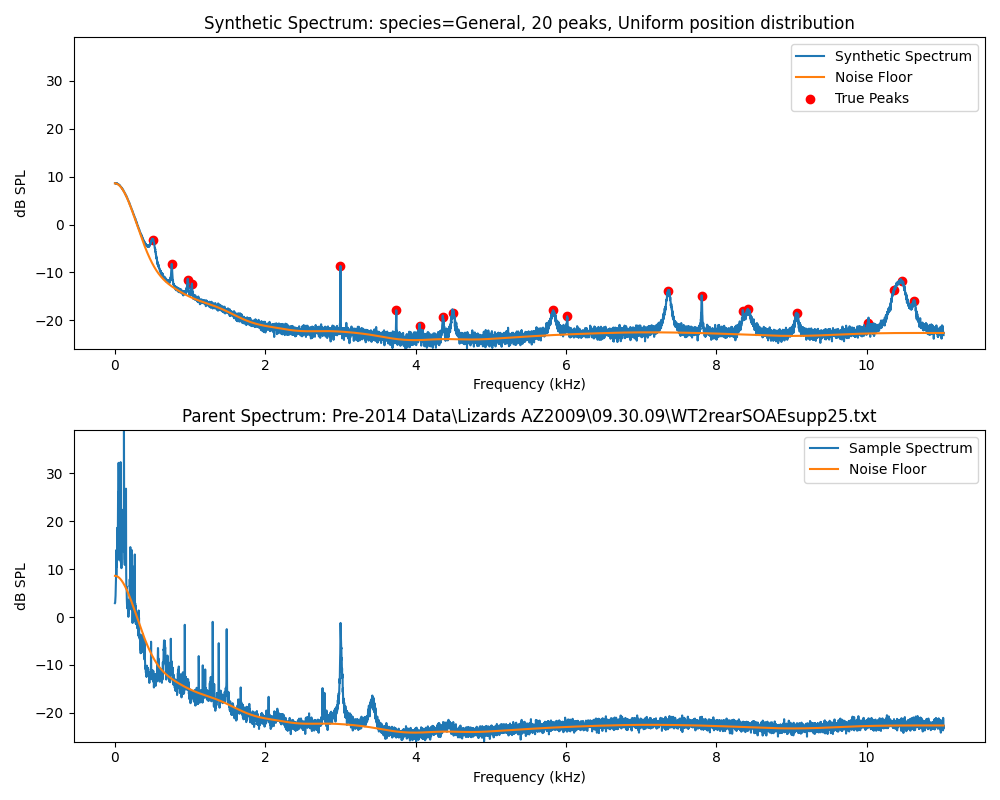 Synthetic Spectrum: species=General, 20 peaks, Uniform position distribution
Synthetic Spectrum
Noise Floor
True Peaks
30
20
10
0
−10
−20
dB SPL
0 2 4 6 8 10
Frequency (kHz)
Parent Spectrum: Pre-2014 Data\Lizards AZ2009\09.30.09\WT2rearSOAEsupp25.txt
Sample Spectrum
Noise Floor
30
20
10
0
−10
−20
dB SPL
0 2 4 6 8 10
Frequency (kHz)